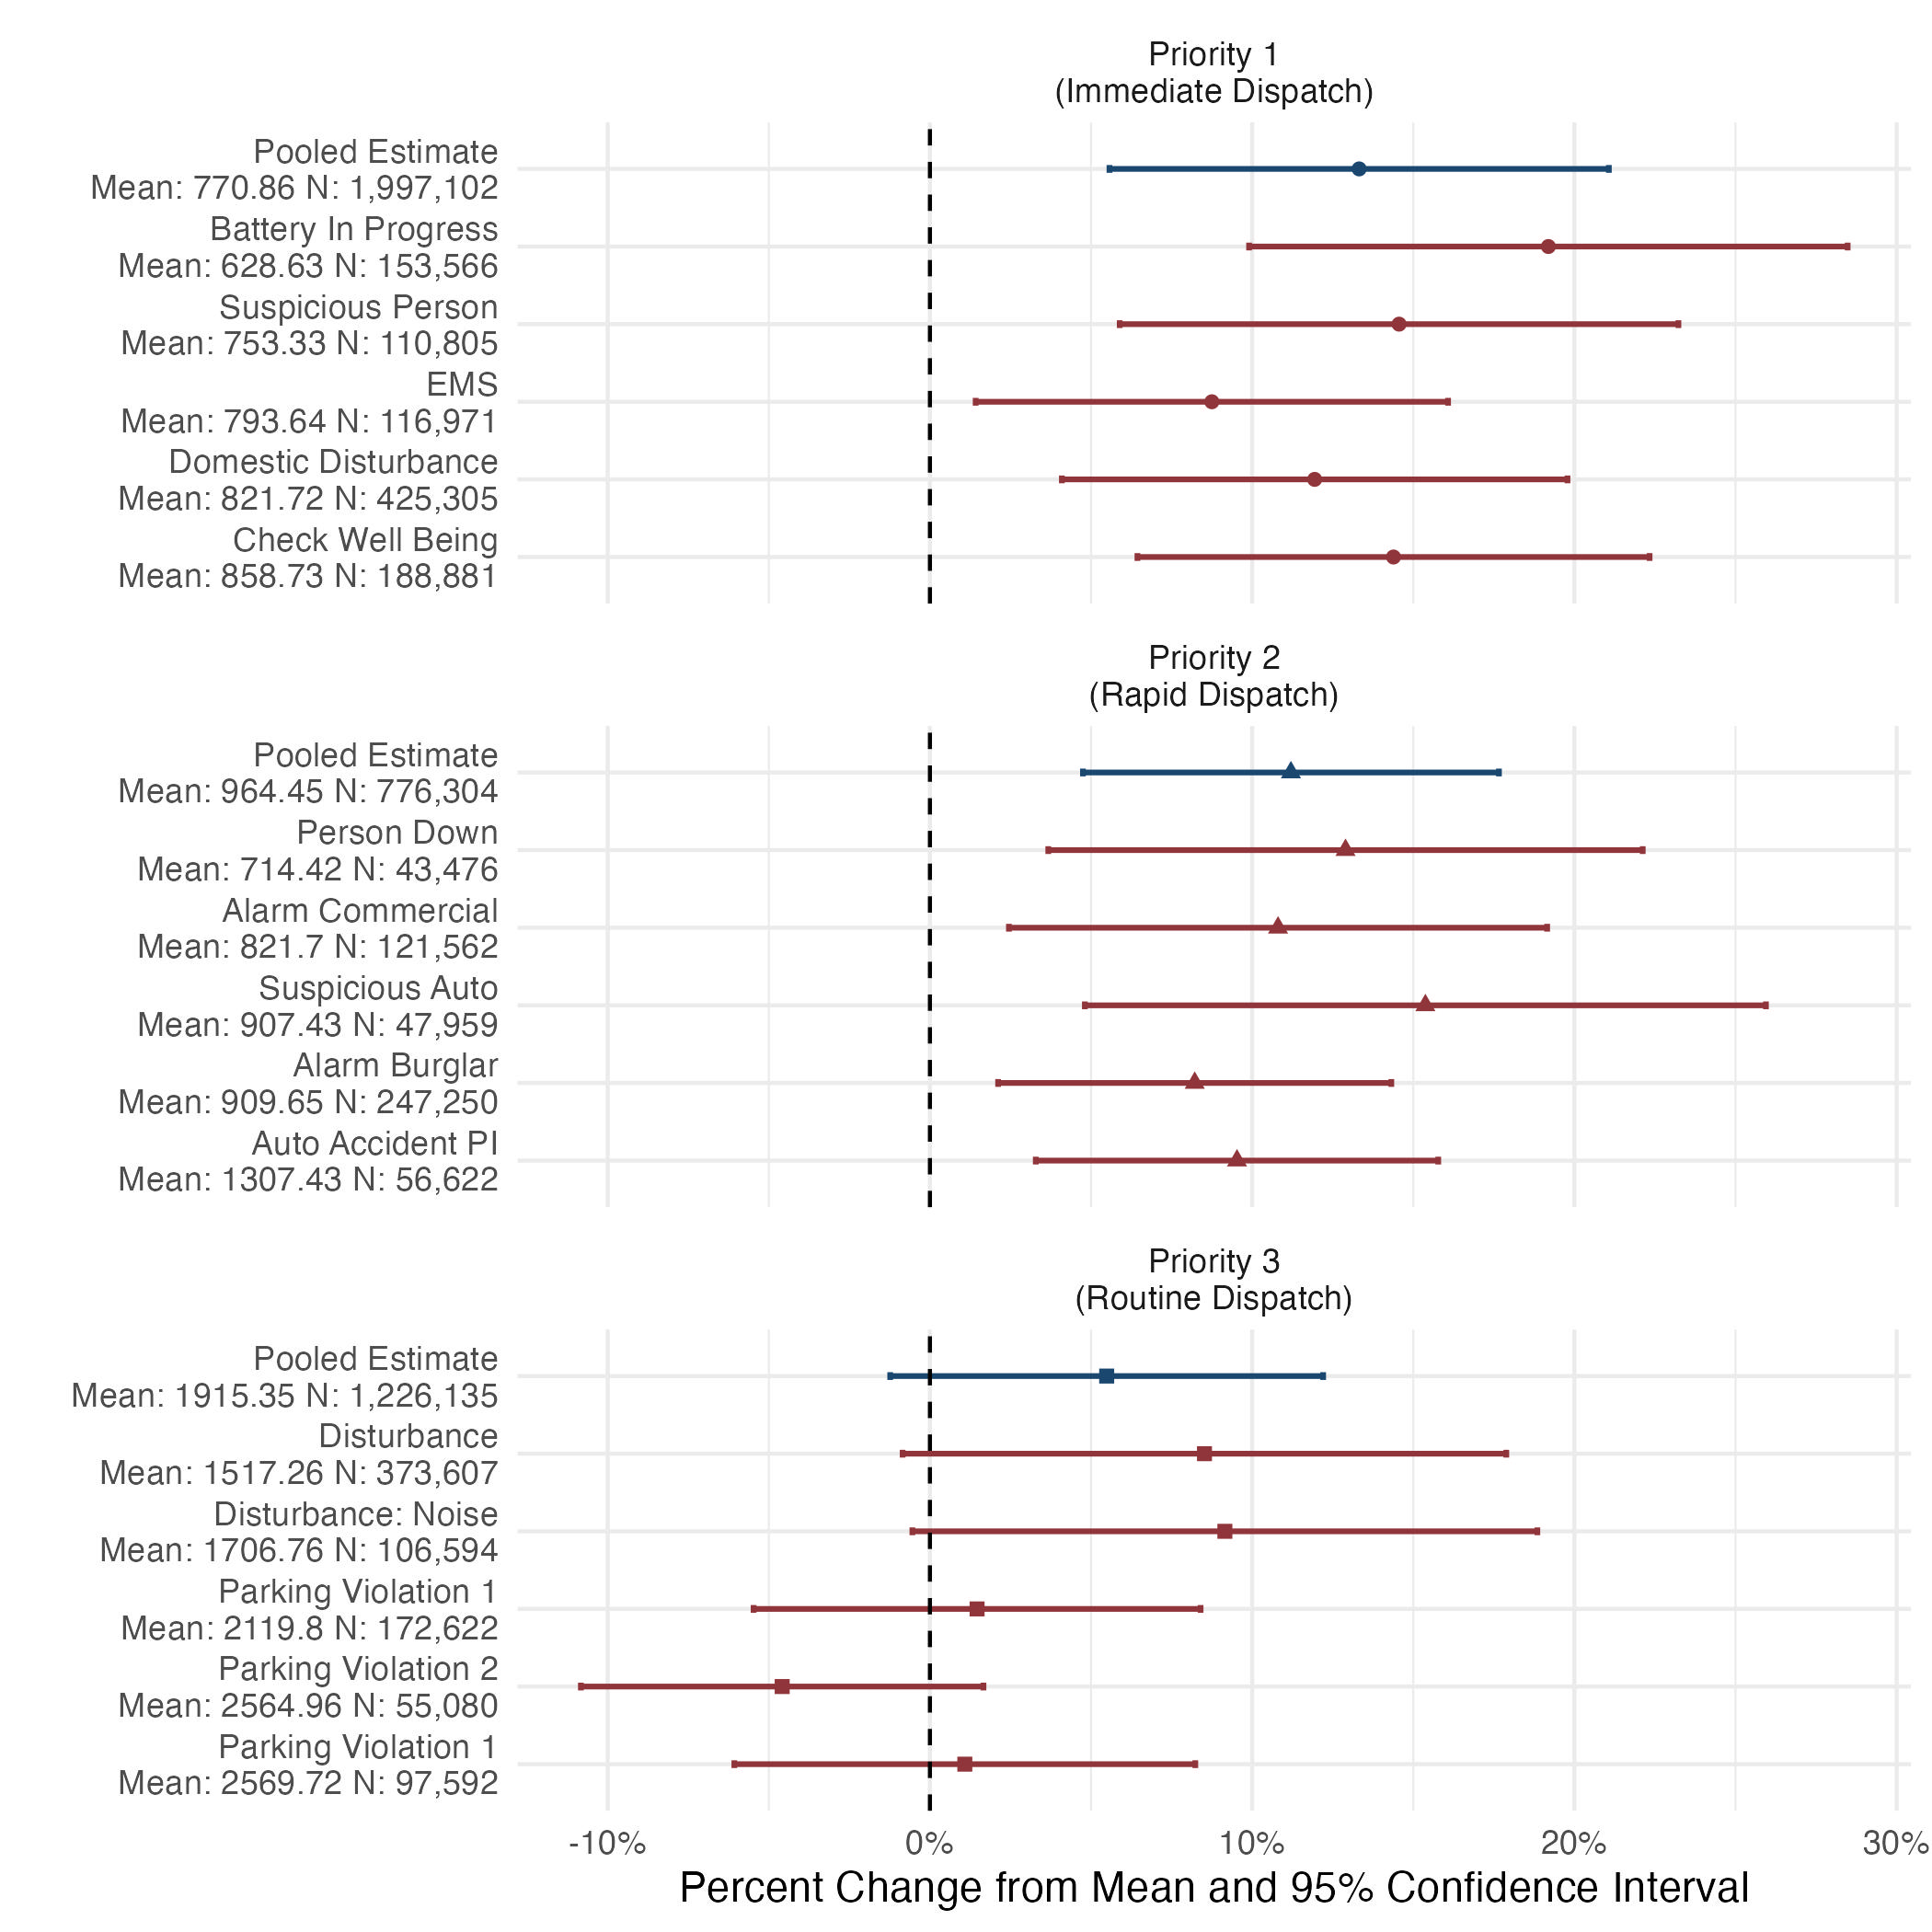 Priority 1
(Immediate Dispatch)
Pooled Estimate
Mean: 770.86 N: 1,997,102
Battery In Progress
Mean: 628.63 N: 153,566
Suspicious Person
Mean: 753.33 N: 110,805
EMS
Mean: 793.64 N: 116,971
Domestic Disturbance
Mean: 821.72 N: 425,305
Check Well Being
Mean: 858.73 N: 188,881
Priority 2
(Rapid Dispatch)
Pooled Estimate
Mean: 964.45 N: 776,304
Person Down
Mean: 714.42 N: 43,476
Alarm Commercial
Mean: 821.7 N: 121,562
Suspicious Auto
Mean: 907.43 N: 47,959
Alarm Burglar
Mean: 909.65 N: 247,250
Auto Accident PI
Mean: 1307.43 N: 56,622
Priority 3
(Routine Dispatch)
Pooled Estimate
Mean: 1915.35 N: 1,226,135
Disturbance
Mean: 1517.26 N: 373,607
Disturbance: Noise
Mean: 1706.76 N: 106,594
Parking Violation 1
Mean: 2119.8 N: 172,622
Parking Violation 2
Mean: 2564.96 N: 55,080
Parking Violation 1
Mean: 2569.72 N: 97,592
-10% 0% 10% 20% 30%
Percent Change from Mean and 95% Confidence Interval